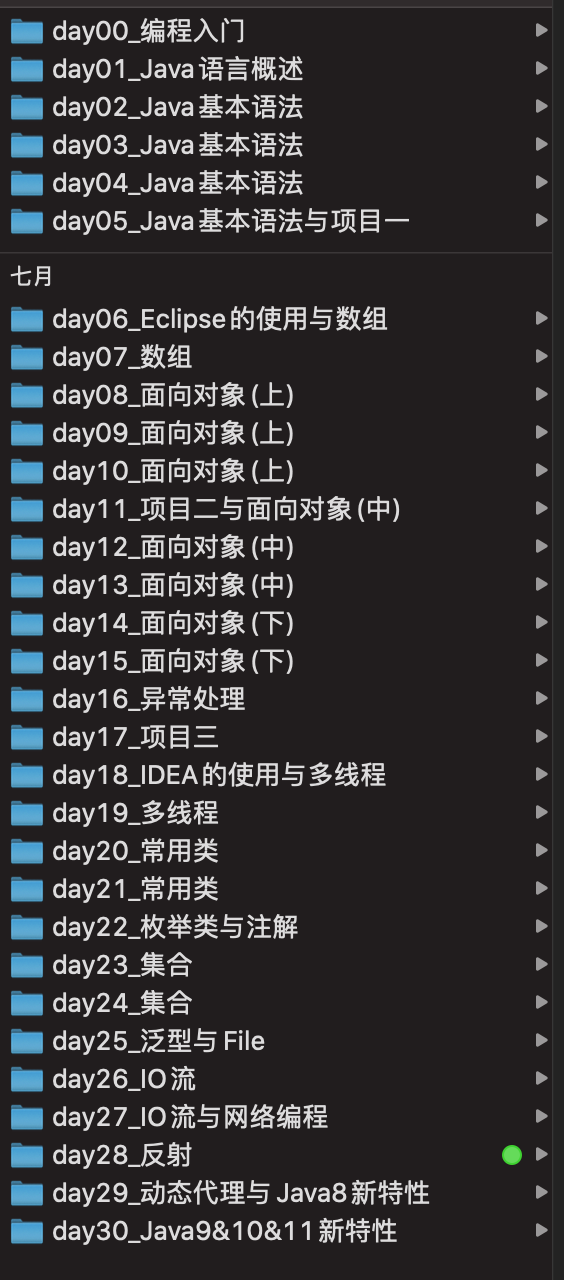 day00_编程入门
day01_Java语言概述
day02_Java基本语法
day03_Java基本语法
day04_Java基本语法
day05_Java基本语法与项目一
七月
day06_Eclipse的使用与数组
day07_数组
day08_面向对象(上)
day09_面向对象(上)
day10_面向对象(上)
day11_项目二与面向对象(中)
day12_面向对象(中)
day13_面向对象(中)
day14_面向对象(下)
day15_面向对象(下)
day16_异常处理
day17_项目三
day18_IDEA的使用与多线程
day19_多线程
day20_常用类
day21_常用类
day22_枚举类与注解
day23_集合
day24_集合
day25_泛型与File
day26_IO流
day27_IO流与网络编程
day28_反射
day29_动态代理与Java8新特性
day30_Java9&10&11新特性